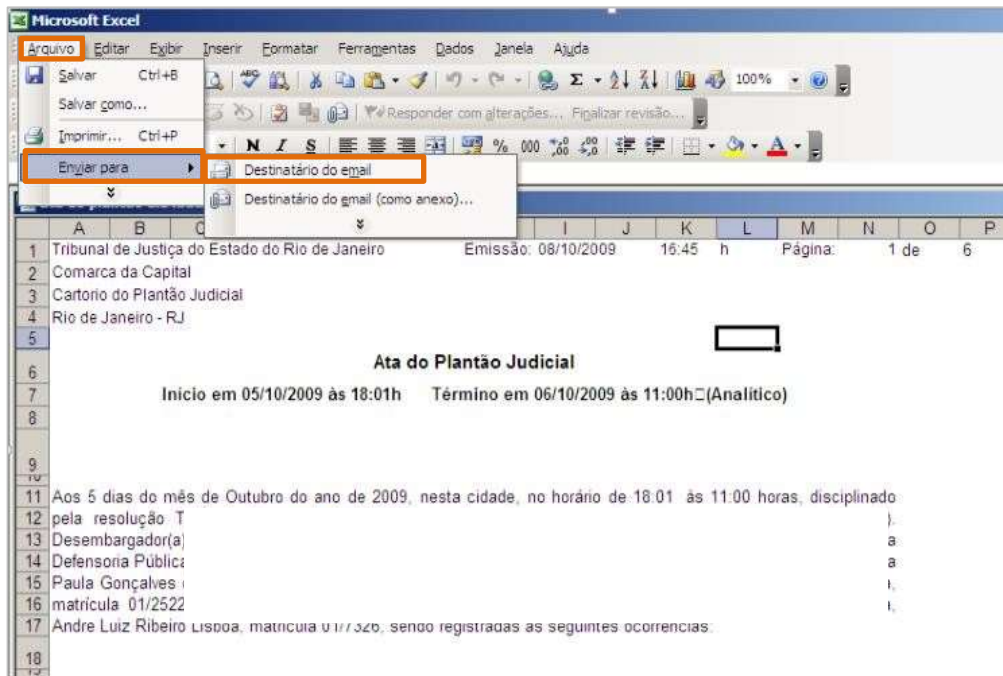 Microsoft Excel
Arquivo Editar Exibir Inserir Formatar Ferramentas Dados Janela Ajuda
Salvar Ctrl+B
100%
Salvar como...
Responder com alterações... Finalizar revisão...
Imprimir... Ctrl+P
N I S % 000
Enviar para
Destinatário do email
Destinatário do email (como anexo)...
A B C I J K L M N O P
1 Tribunal de Justiça do Estado do Rio de Janeiro Emissão: 08/10/2009 16:45 h Página: 1 de 6
2 Comarca da Capital
3 Cartorio do Plantão Judicial
4 Rio de Janeiro - RJ
5
6 Ata do Plantão Judicial
7 Início em 05/10/2009 às 18:01h Término em 06/10/2009 às 11:00h□(Analítico)
8
9
10
11 Aos 5 dias do mês de Outubro do ano de 2009, nesta cidade, no horário de 18:01 às 11:00 horas, disciplinado
12 pela resolução T ).
13 Desembargador(a) a
14 Defensoria Pública a
15 Paula Gonçalves
16 matrícula 01/2522
17 Andre Luiz Ribeiro Lisboa, matrícula 01/7326, sendo registradas as seguintes ocorrências:
18